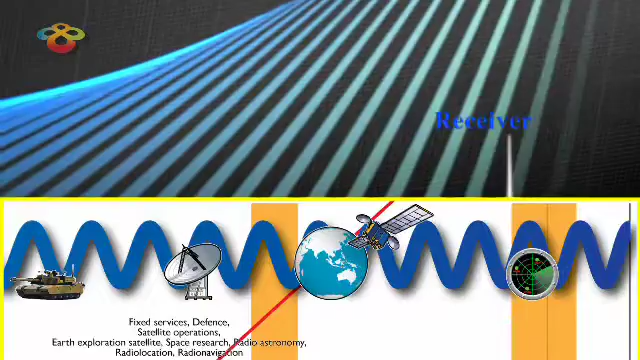 Receiver
Fixed services, Defence,
Satellite operations,
Earth exploration satellite, Space research, Radio astronomy,
Radiolocation, Radionavigation